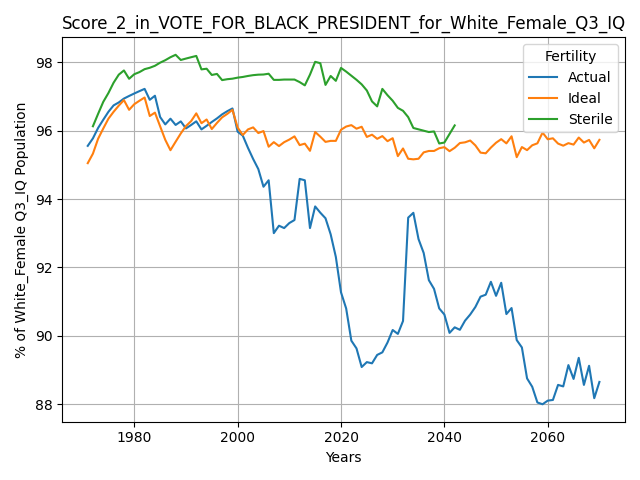 Score_2_in_VOTE_FOR_BLACK_PRESIDENT_for_White_Female_Q3_IQ
Fertility
Actual
Ideal
Sterile
% of White_Female Q3_IQ Population
98
96
94
92
90
88
1980
2000
2020
2040
2060
Years